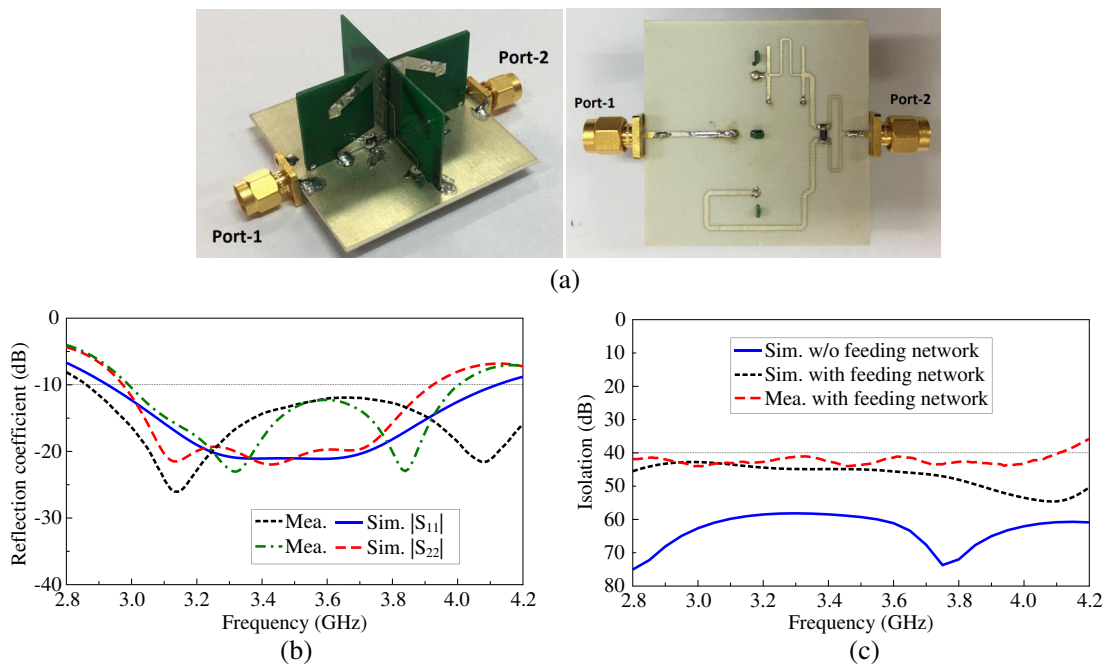 Port-2
Port-1
Port-1
Port-2
(a)
Reflection coefficient (dB)
0
-10
-20
-30
-40
Mea. Sim. |S11|
Mea. Sim. |S22|
2.8 3.0 3.2 3.4 3.6 3.8 4.0 4.2
Frequency (GHz)
(b)
Isolation (dB)
0
10
20
30
40
50
60
70
80
Sim. w/o feeding network
Sim. with feeding network
Mea. with feeding network
2.8 3.0 3.2 3.4 3.6 3.8 4.0 4.2
Frequency (GHz)
(c)